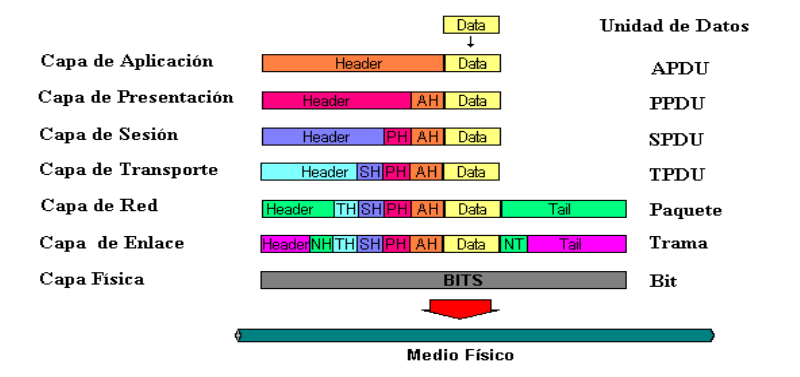 Data Unidad de Datos
Capa de Aplicación Header Data APDU
Capa de Presentación Header AH Data PPDU
Capa de Sesión Header PH AH Data SPDU
Capa de Transporte Header SH PH AH Data TPDU
Capa de Red Header TH SH PH AH Data Tail Paquete
Capa de Enlace Header NH TH SH PH AH Data NT Tail Trama
Capa Física BITS Bit
Medio Físico